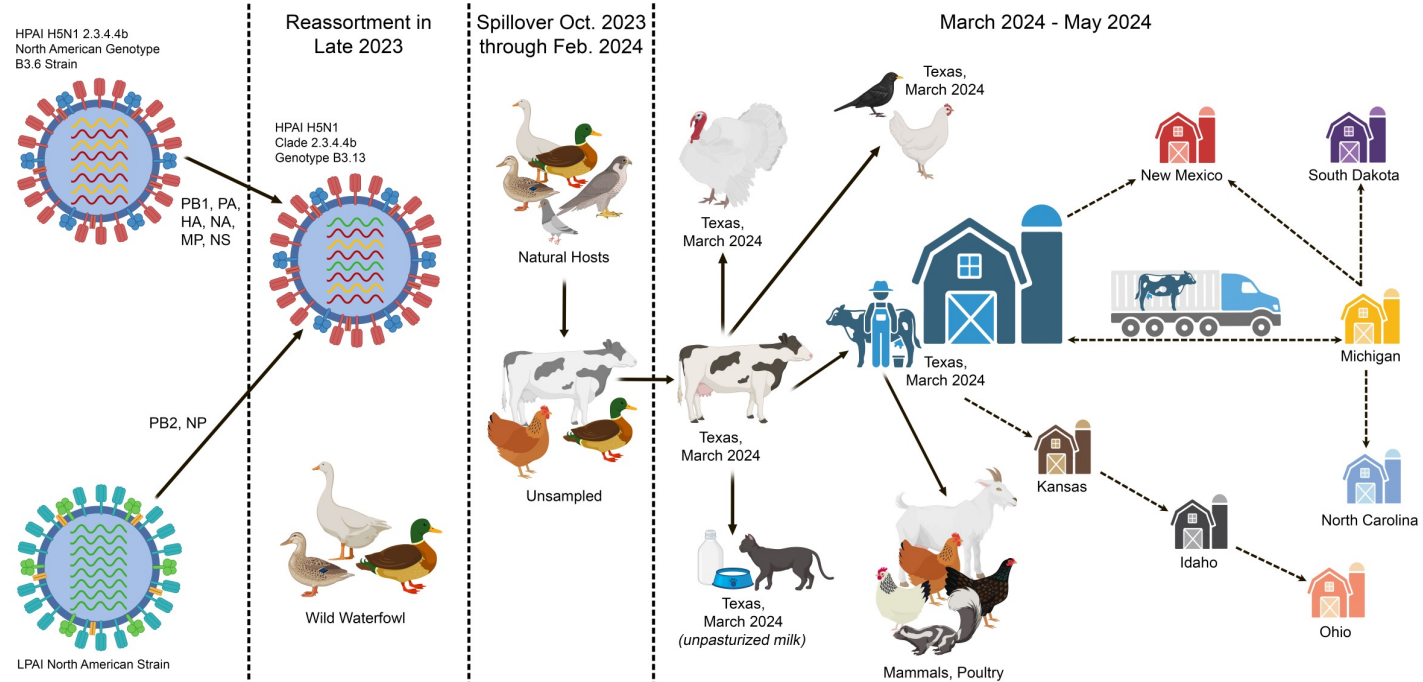 HPAI H5N1 2.3.4.4b
North American Genotype
B3.6 Strain
PB1, PA,
HA, NA,
MP, NS
PB2, NP
LPAI North American Strain
Reassortment in
Late 2023
HPAI H5N1
Clade 2.3.4.4b
Genotype B3.13
Wild Waterfowl
Spillover Oct. 2023
through Feb. 2024
Natural Hosts
Unsampled
March 2024 - May 2024
Texas,
March 2024
Texas,
March 2024
Texas,
March 2024
Texas,
March 2024
(unpasturized milk)
Texas,
March 2024
Mammals, Poultry
New Mexico
South Dakota
Michigan
Kansas
North Carolina
Idaho
Ohio